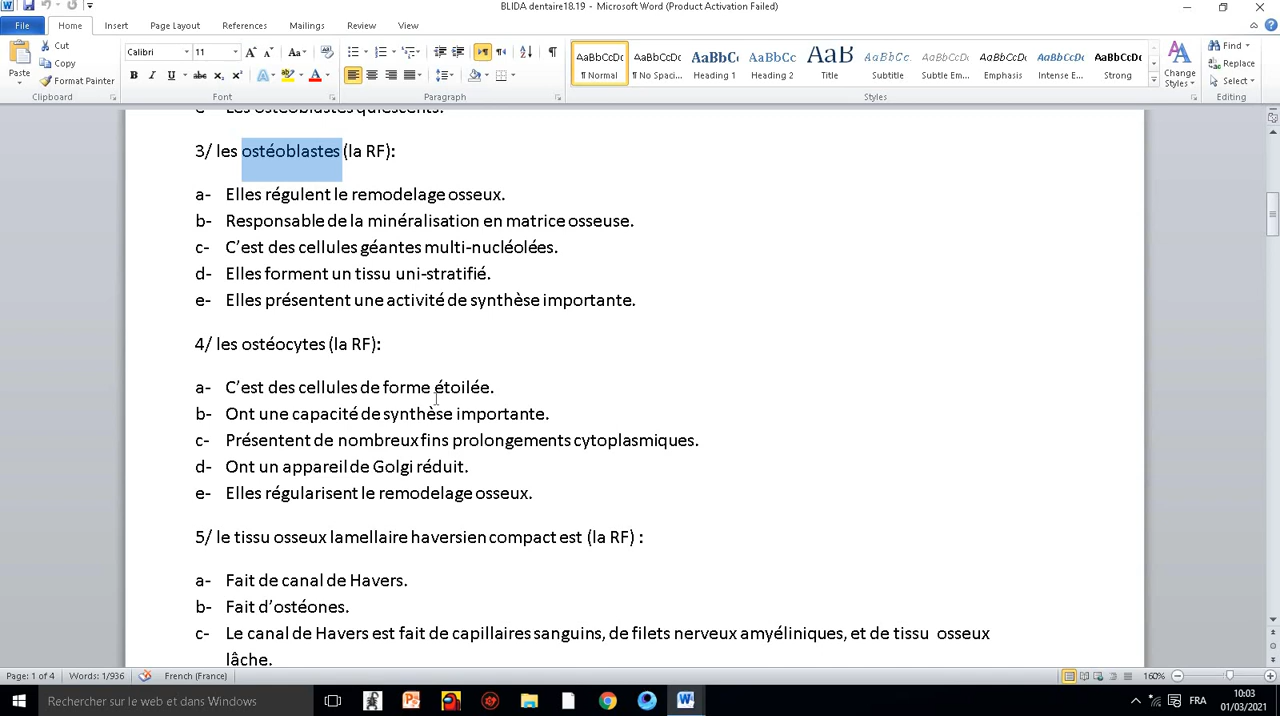 BLIDA dentaire18.19 - Microsoft Word (Product Activation Failed)
File Home Insert Page Layout References Mailings Review View
Cut
Copy
Format Painter
Paste
Clipboard
Calibri 11
Font
Paragraph
AaBbCcDc AaBbCcDc AaBbC AaBbCc AaB AaBbCc. AaBbCcDc AaBbCcDc AaBbCcDc AaBbCcDc
¶ Normal ¶ No Spaci... Heading 1 Heading 2 Title Subtitle Subtle Em... Emphasis Intense E... Strong
Styles
Change Styles
Find
Replace
Select
Editing
Les ostéoblastes quiescents.
3/ les ostéoblastes (la RF):
a- Elles régulent le remodelage osseux.
b- Responsable de la minéralisation en matrice osseuse.
c- C’est des cellules géantes multi-nucléolées.
d- Elles forment un tissu uni-stratifié.
e- Elles présentent une activité de synthèse importante.
4/ les ostéocytes (la RF):
a- C’est des cellules de forme étoilée.
b- Ont une capacité de synthèse importante.
c- Présentent de nombreux fins prolongements cytoplasmiques.
d- Ont un appareil de Golgi réduit.
e- Elles régularisent le remodelage osseux.
5/ le tissu osseux lamellaire haversien compact est (la RF) :
a- Fait de canal de Havers.
b- Fait d’ostéones.
c- Le canal de Havers est fait de capillaires sanguins, de filets nerveux amyéliniques, et de tissu osseux
lâche.
Page: 1 of 4 Words: 1/936 French (France) 160%
Rechercher sur le web et dans Windows
FRA
10:03
01/03/2021